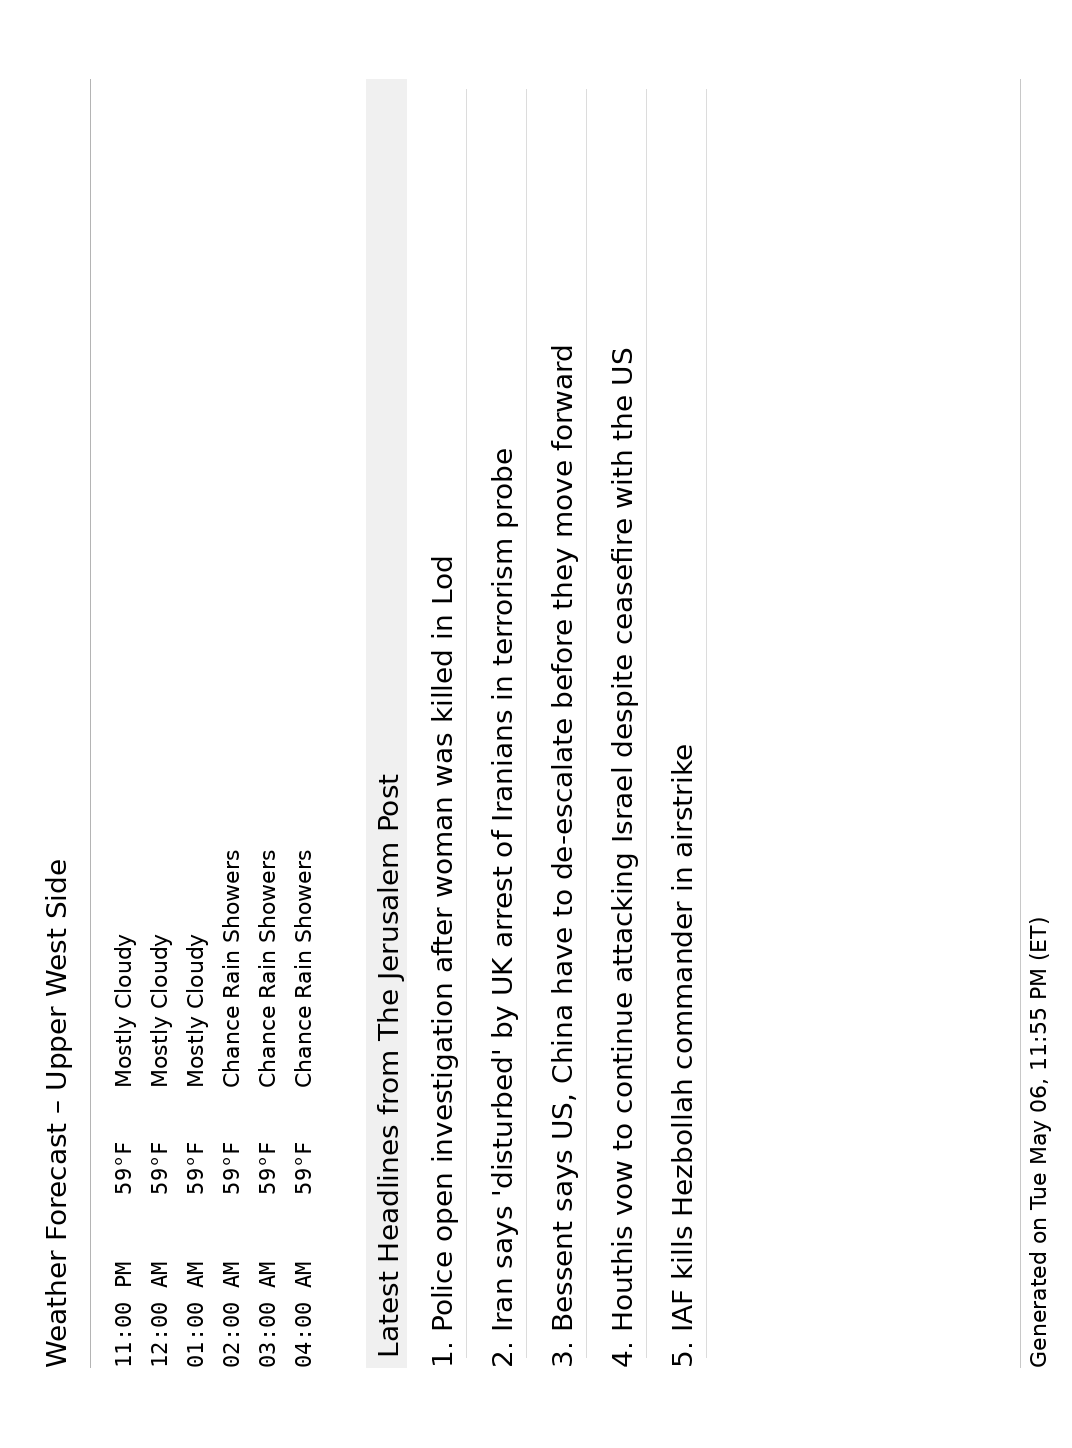 Weather Forecast – Upper West Side
11:00 PM 59°F Mostly Cloudy
12:00 AM 59°F Mostly Cloudy
01:00 AM 59°F Mostly Cloudy
02:00 AM 59°F Chance Rain Showers
03:00 AM 59°F Chance Rain Showers
04:00 AM 59°F Chance Rain Showers
Latest Headlines from The Jerusalem Post
1. Police open investigation after woman was killed in Lod
2. Iran says 'disturbed' by UK arrest of Iranians in terrorism probe
3. Bessent says US, China have to de-escalate before they move forward
4. Houthis vow to continue attacking Israel despite ceasefire with the US
5. IAF kills Hezbollah commander in airstrike
Generated on Tue May 06, 11:55 PM (ET)